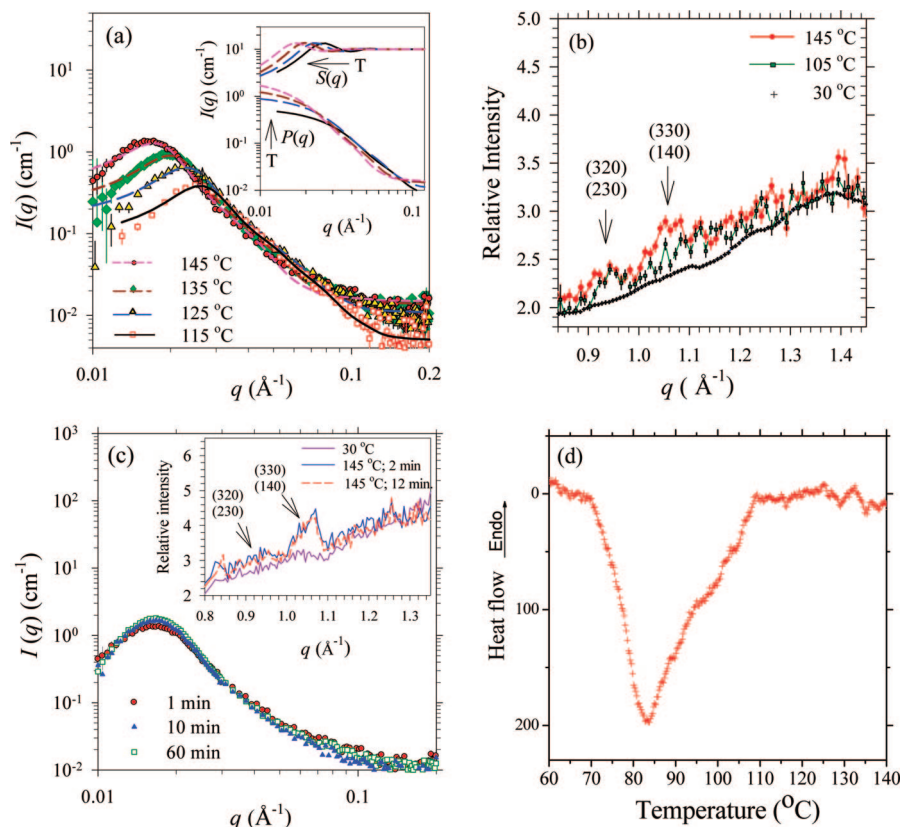 (a)
I(q) (cm⁻¹)
10¹
10⁰
10⁻¹
10⁻²
0.01
0.1
0.2
q (Å⁻¹)
145 °C
135 °C
125 °C
115 °C
I(q) (cm⁻¹)
10¹
10⁰
10⁻¹
10⁻²
0.01
0.1
q (Å⁻¹)
T
S(q)
P(q)
T
(b)
Relative Intensity
5.0
4.5
4.0
3.5
3.0
2.5
2.0
0.9
1.0
1.1
1.2
1.3
1.4
q ( Å⁻¹)
145 °C
105 °C
30 °C
(320)
(230)
(330)
(140)
(c)
I (q) (cm⁻¹)
10³
10²
10¹
10⁰
10⁻¹
10⁻²
0.01
0.1
q (Å⁻¹)
1 min
10 min
60 min
Relative intensity
6
5
4
3
2
0.8
0.9
1.0
1.1
1.2
1.3
q (Å⁻¹)
30 °C
145 °C; 2 min
145 °C; 12 min.
(320)
(230)
(330)
(140)
(d)
Heat flow
Endo
0
100
200
60
70
80
90
100
110
120
130
140
Temperature (°C)